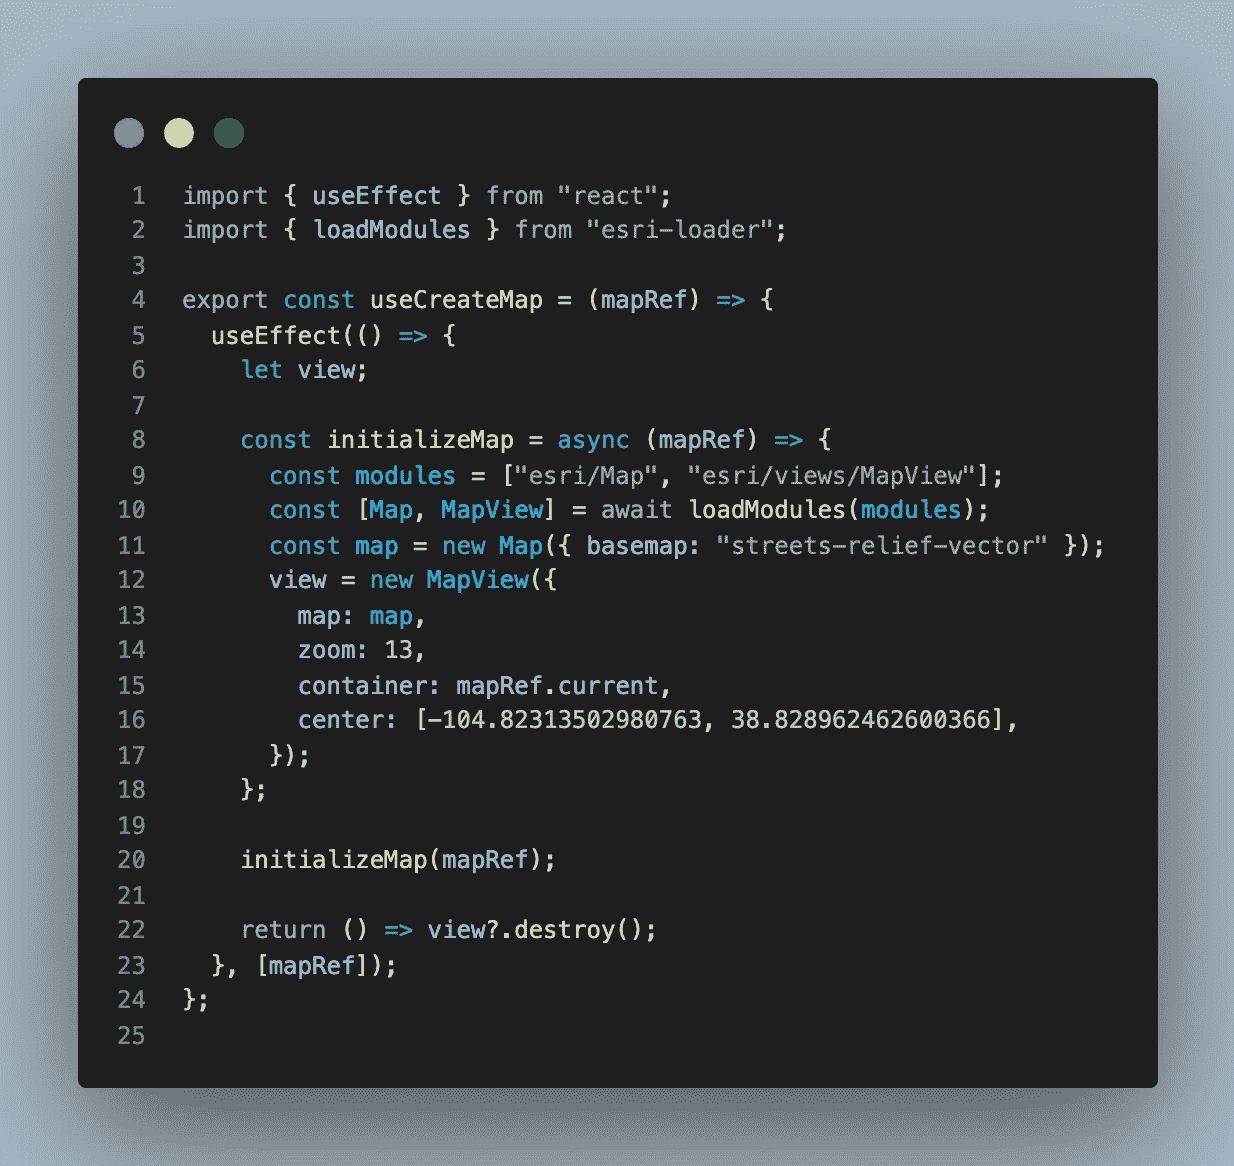 1 import { useEffect } from "react";
2 import { loadModules } from "esri-loader";
3
4 export const useCreateMap = (mapRef) => {
5   useEffect(() => {
6     let view;
7
8     const initializeMap = async (mapRef) => {
9       const modules = ["esri/Map", "esri/views/MapView"];
10       const [Map, MapView] = await loadModules(modules);
11       const map = new Map({ basemap: "streets-relief-vector" });
12       view = new MapView({
13         map: map,
14         zoom: 13,
15         container: mapRef.current,
16         center: [-104.82313502980763, 38.828962462600366],
17       });
18     };
19
20     initializeMap(mapRef);
21
22     return () => view?.destroy();
23   }, [mapRef]);
24 };
25